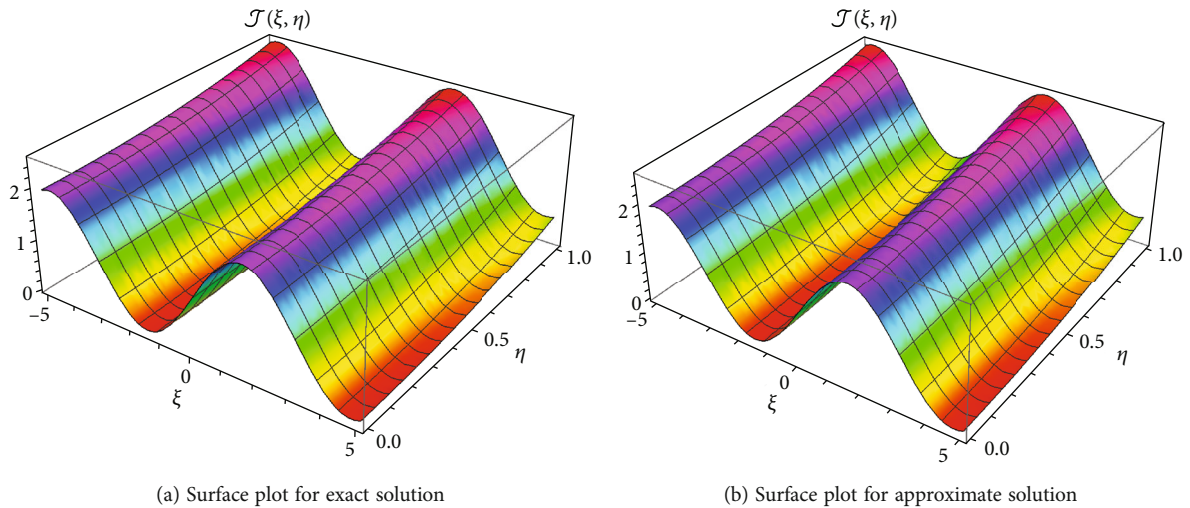 𝒥(ξ, η)
2
1
0
–5
0
ξ
5
0.0
0.5
η
1.0
(a) Surface plot for exact solution
𝒥(ξ, η)
2
1
0
–5
0
ξ
5
0.0
0.5
η
1.0
(b) Surface plot for approximate solution